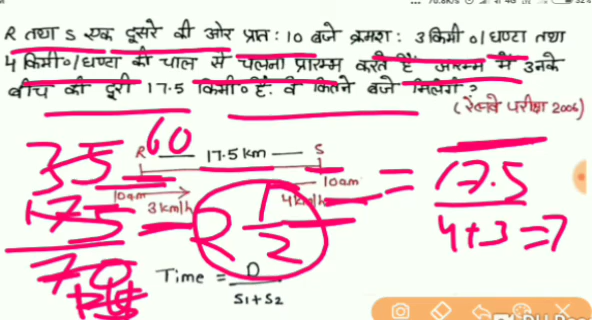 R तथा S एक दूसरे की ओर प्रात: 10 बजे क्रमश: 3 किमी०/घण्टा तथा
4 किमी०/घण्टा की चाल से चलना प्रारम्भ करते हैं आरम्भ में उनके
बीच की दूरी 17.5 किमी० है. वे कितने बजे मिलेंगे ?
(रेलवे परीक्षा 2006)
35 60
R 17.5 km S
10am 10am
3 km/h 4 km/h
175
70
2 1/2 = 17.5
4+3=7
Time = D
S1+S2